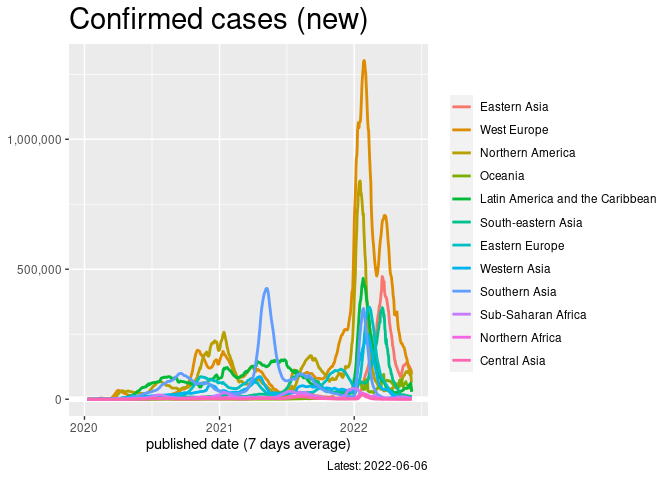 Confirmed cases (new)
1,000,000
500,000
0
2020
2021
2022
published date (7 days average)
Latest: 2022-06-06
Eastern Asia
West Europe
Northern America
Oceania
Latin America and the Caribbean
South-eastern Asia
Eastern Europe
Western Asia
Southern Asia
Sub-Saharan Africa
Northern Africa
Central Asia